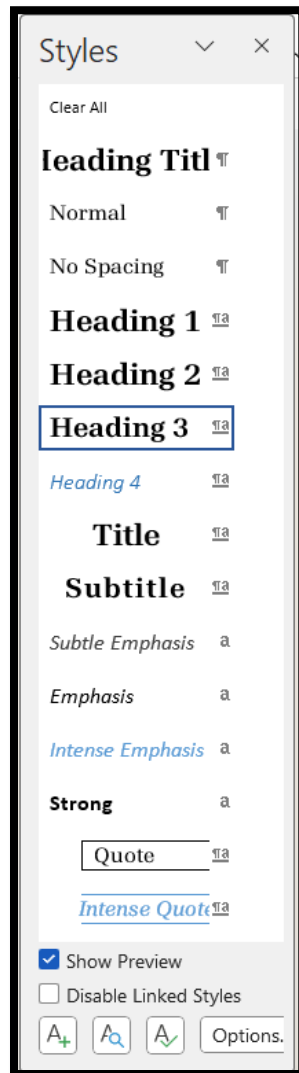 Styles
Clear All
Heading Titl ¶
Normal ¶
No Spacing ¶
Heading 1 ¶a
Heading 2 ¶a
Heading 3 ¶a
Heading 4 ¶a
Title ¶a
Subtitle ¶a
Subtle Emphasis a
Emphasis a
Intense Emphasis a
Strong a
Quote ¶a
Intense Quote ¶a
Show Preview
Disable Linked Styles
Options.